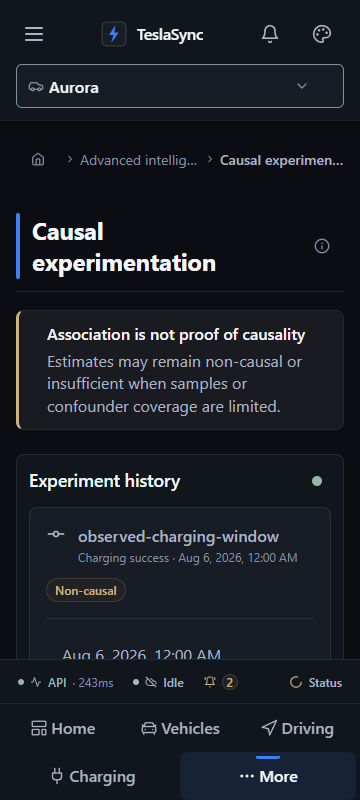 TeslaSync
Aurora
Advanced intellig... Causal experimen...
Causal
experimentation
Association is not proof of causality
Estimates may remain non-causal or
insufficient when samples or
confounder coverage are limited.
Experiment history
observed-charging-window
Charging success · Aug 6, 2026, 12:00 AM
Non-causal
Aug 6, 2026, 12:00 AM
API · 243ms Idle 2 Status
Home Vehicles Driving
Charging More